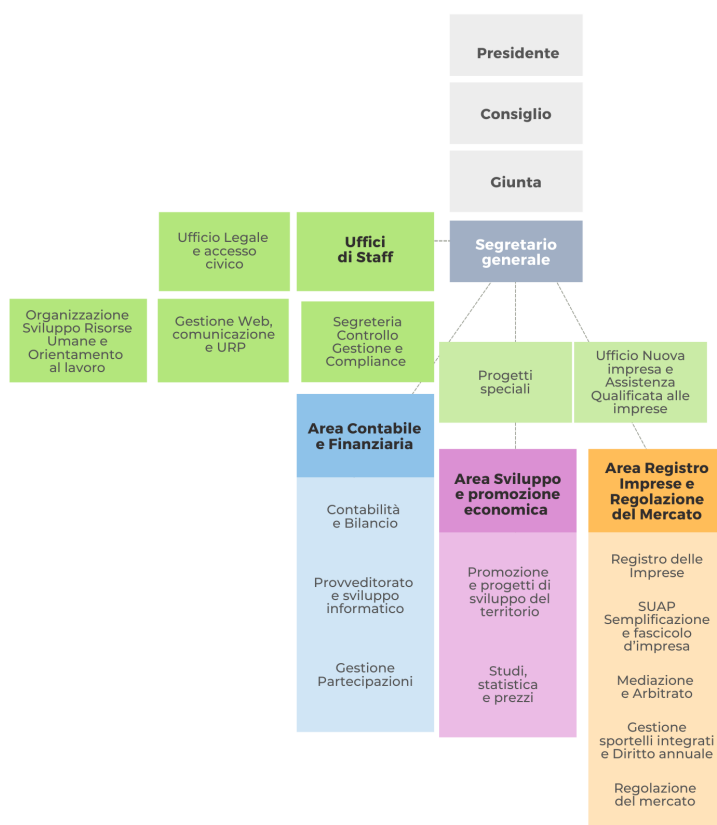 Presidente
Consiglio
Giunta
Segretario
generale
Uffici
di Staff
Ufficio Legale
e accesso
civico
Organizzazione
Sviluppo Risorse
Umane e
Orientamento
al lavoro
Gestione Web,
comunicazione
e URP
Segreteria
Controllo
Gestione e
Compliance
Progetti
speciali
Ufficio Nuova
impresa e
Assistenza
Qualificata alle
imprese
Area Contabile
e Finanziaria
Contabilità
e Bilancio
Provveditorato
e sviluppo
informatico
Gestione
Partecipazioni
Area Sviluppo
e promozione
economica
Promozione
e progetti di
sviluppo del
territorio
Studi,
statistica
e prezzi
Area Registro
Imprese e
Regolazione
del Mercato
Registro delle
Imprese
SUAP
Semplificazione
e fascicolo
d'impresa
Mediazione
e Arbitrato
Gestione
sportelli integrati
e Diritto annuale
Regolazione
del mercato